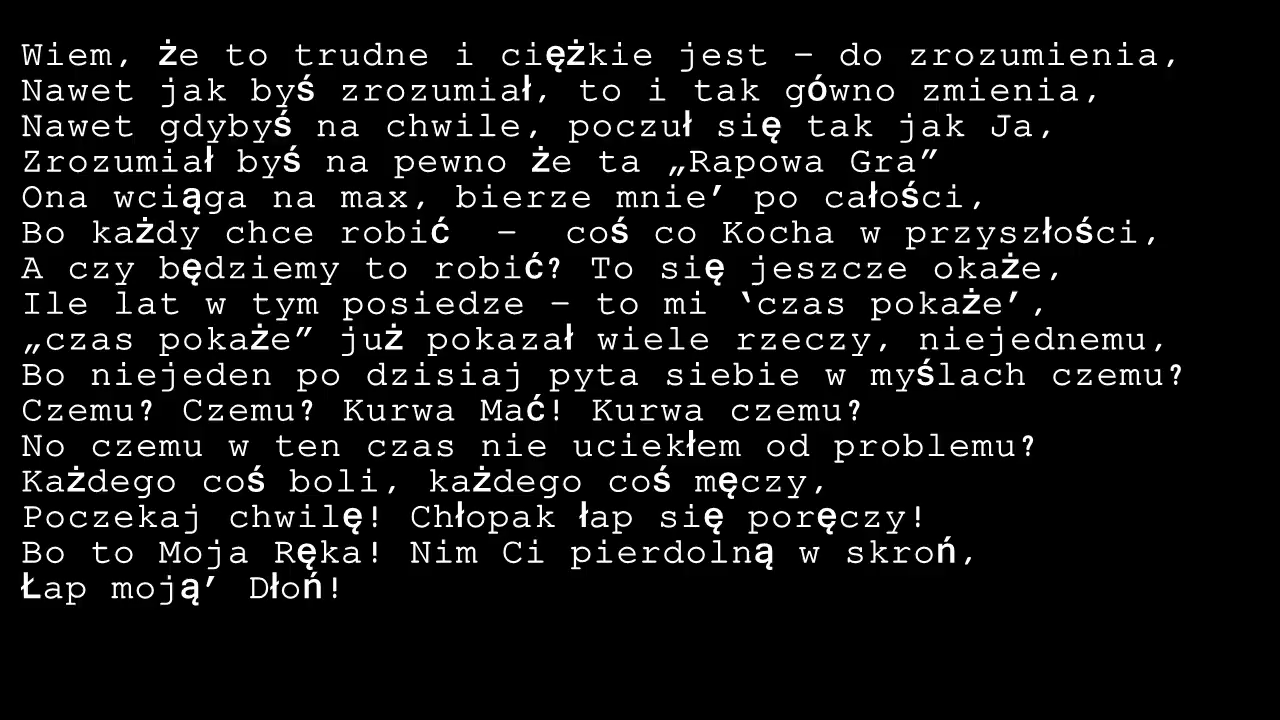 Wiem, że to trudne i ciężkie jest – do zrozumienia,
Nawet jak byś zrozumiał, to i tak gówno zmienia,
Nawet gdybyś na chwile, poczuł się tak jak Ja,
Zrozumiał byś na pewno że ta „Rapowa Gra”
Ona wciąga na max, bierze mnie’ po całości,
Bo każdy chce robić  –  coś co Kocha w przyszłości,
A czy będziemy to robić? To się jeszcze okaże,
Ile lat w tym posiedze – to mi ‘czas pokaże’,
„czas pokaże” już pokazał wiele rzeczy, niejednemu,
Bo niejeden po dzisiaj pyta siebie w myślach czemu?
Czemu? Czemu? Kurwa Mać! Kurwa czemu?
No czemu w ten czas nie uciekłem od problemu?
Każdego coś boli, każdego coś męczy,
Poczekaj chwilę! Chłopak łap się poręczy!
Bo to Moja Ręka! Nim Ci pierdolną w skroń,
Łap moją’ Dłoń!